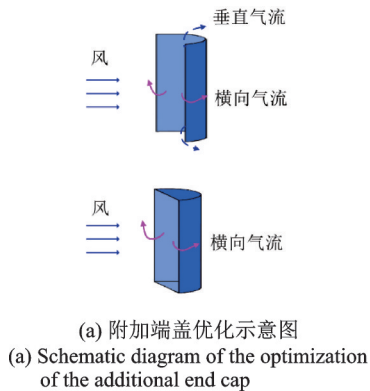 垂直气流
风
横向气流
风
横向气流
(a) 附加端盖优化示意图
(a) Schematic diagram of the optimization
of the additional end cap